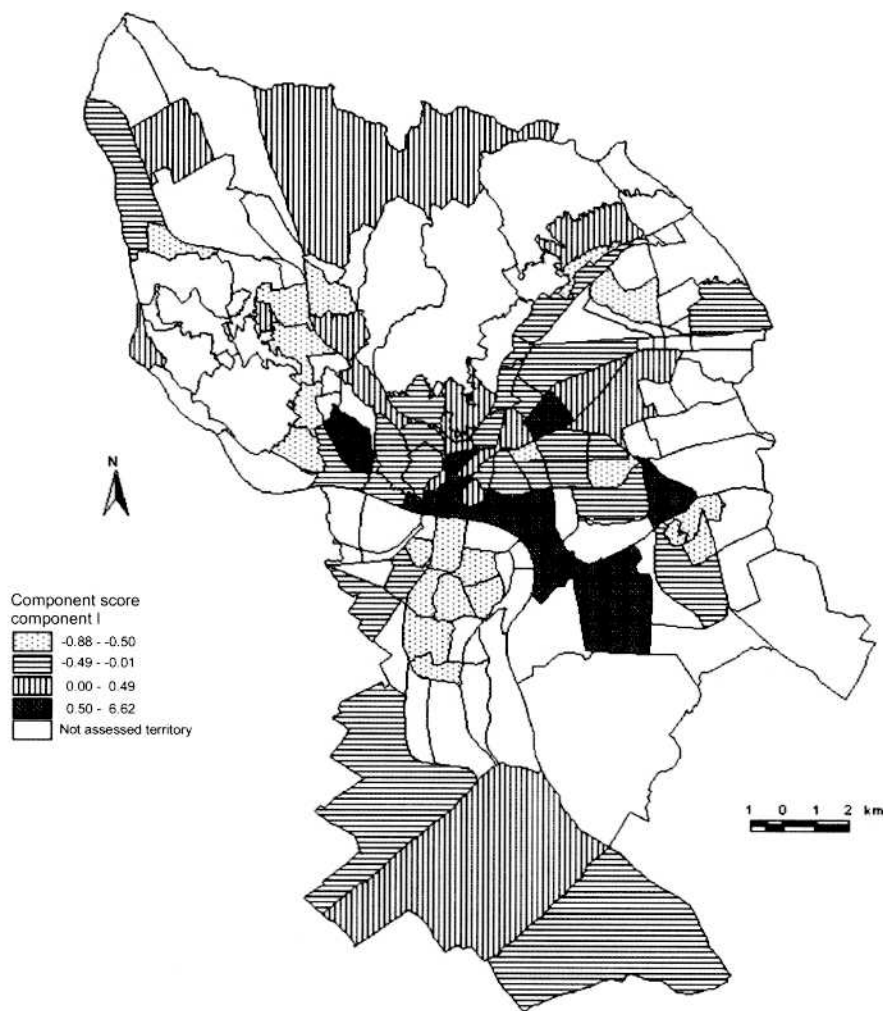 N
Component score
component I
-0.88 - -0.50
-0.49 - -0.01
0.00 - 0.49
0.50 - 6.62
Not assessed territory
1 0 1 2 km